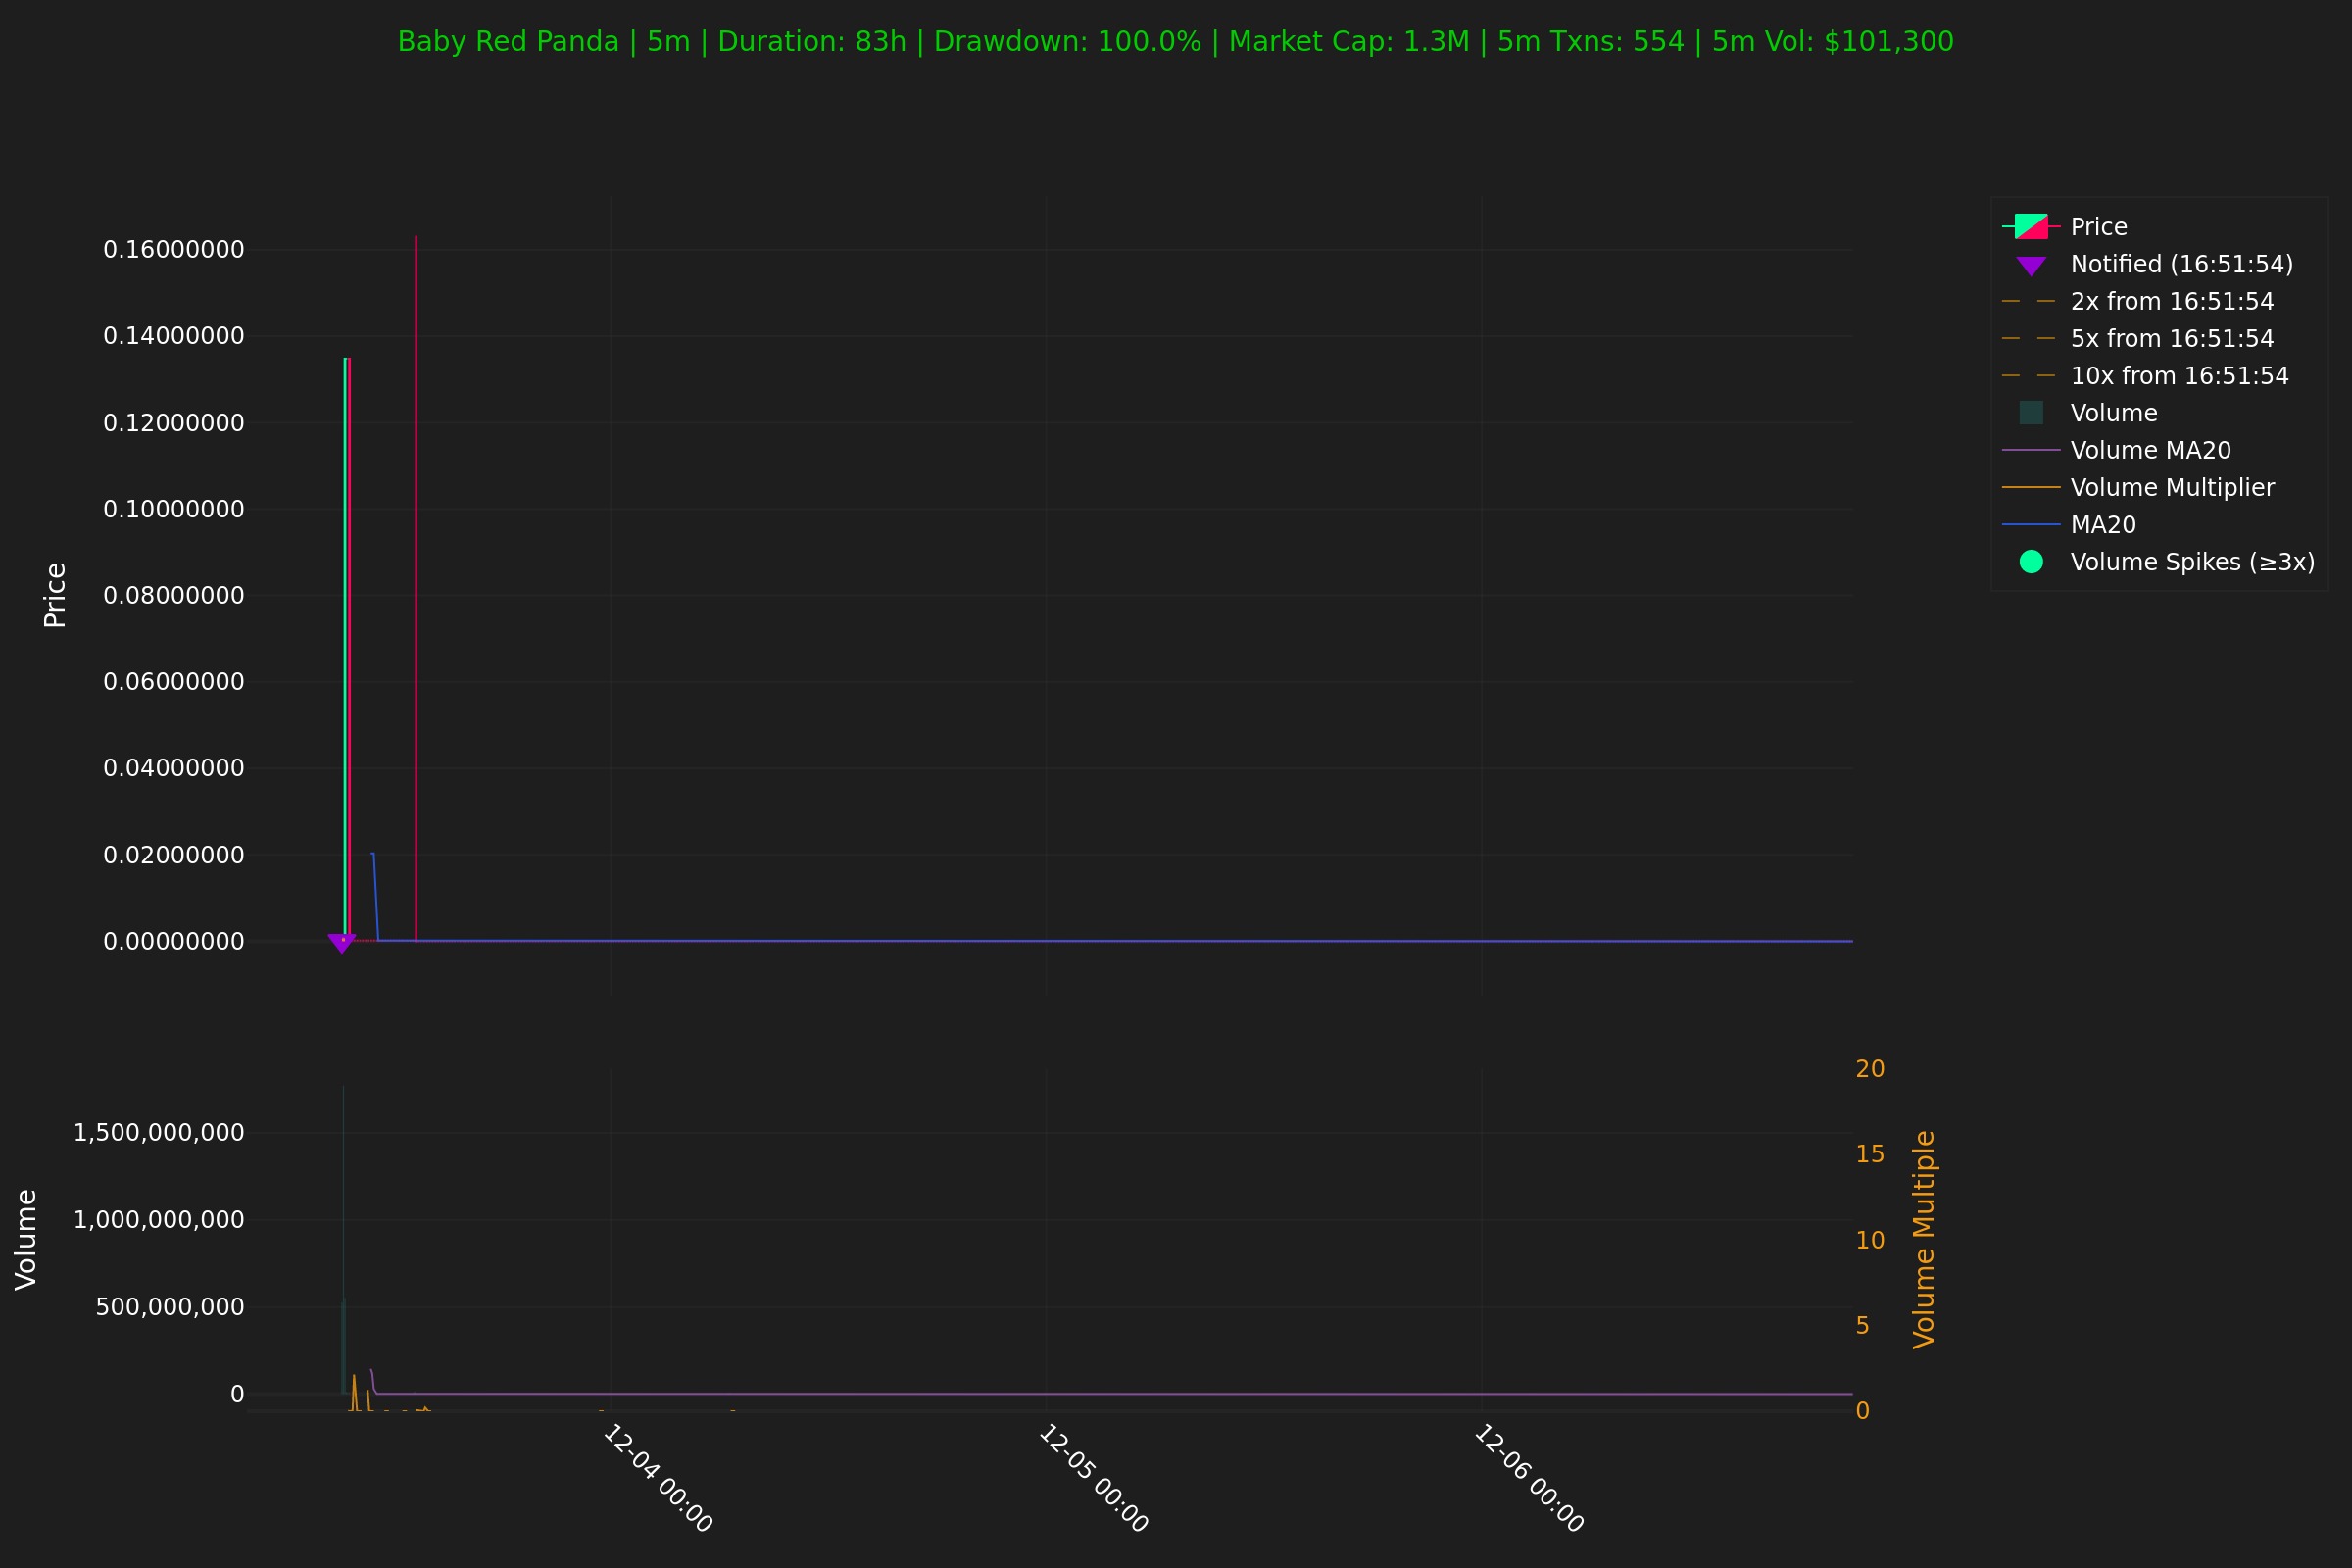 Baby Red Panda | 5m | Duration: 83h | Drawdown: 100.0% | Market Cap: 1.3M | 5m Txns: 554 | 5m Vol: $101,300
Price
0.16000000
0.14000000
0.12000000
0.10000000
0.08000000
0.06000000
0.04000000
0.02000000
0.00000000
Price
Notified (16:51:54)
2x from 16:51:54
5x from 16:51:54
10x from 16:51:54
Volume
Volume MA20
Volume Multiplier
MA20
Volume Spikes (≥3x)
Volume
1,500,000,000
1,000,000,000
500,000,000
0
20
15
10
5
0
Volume Multiple
12-04 00:00
12-05 00:00
12-06 00:00